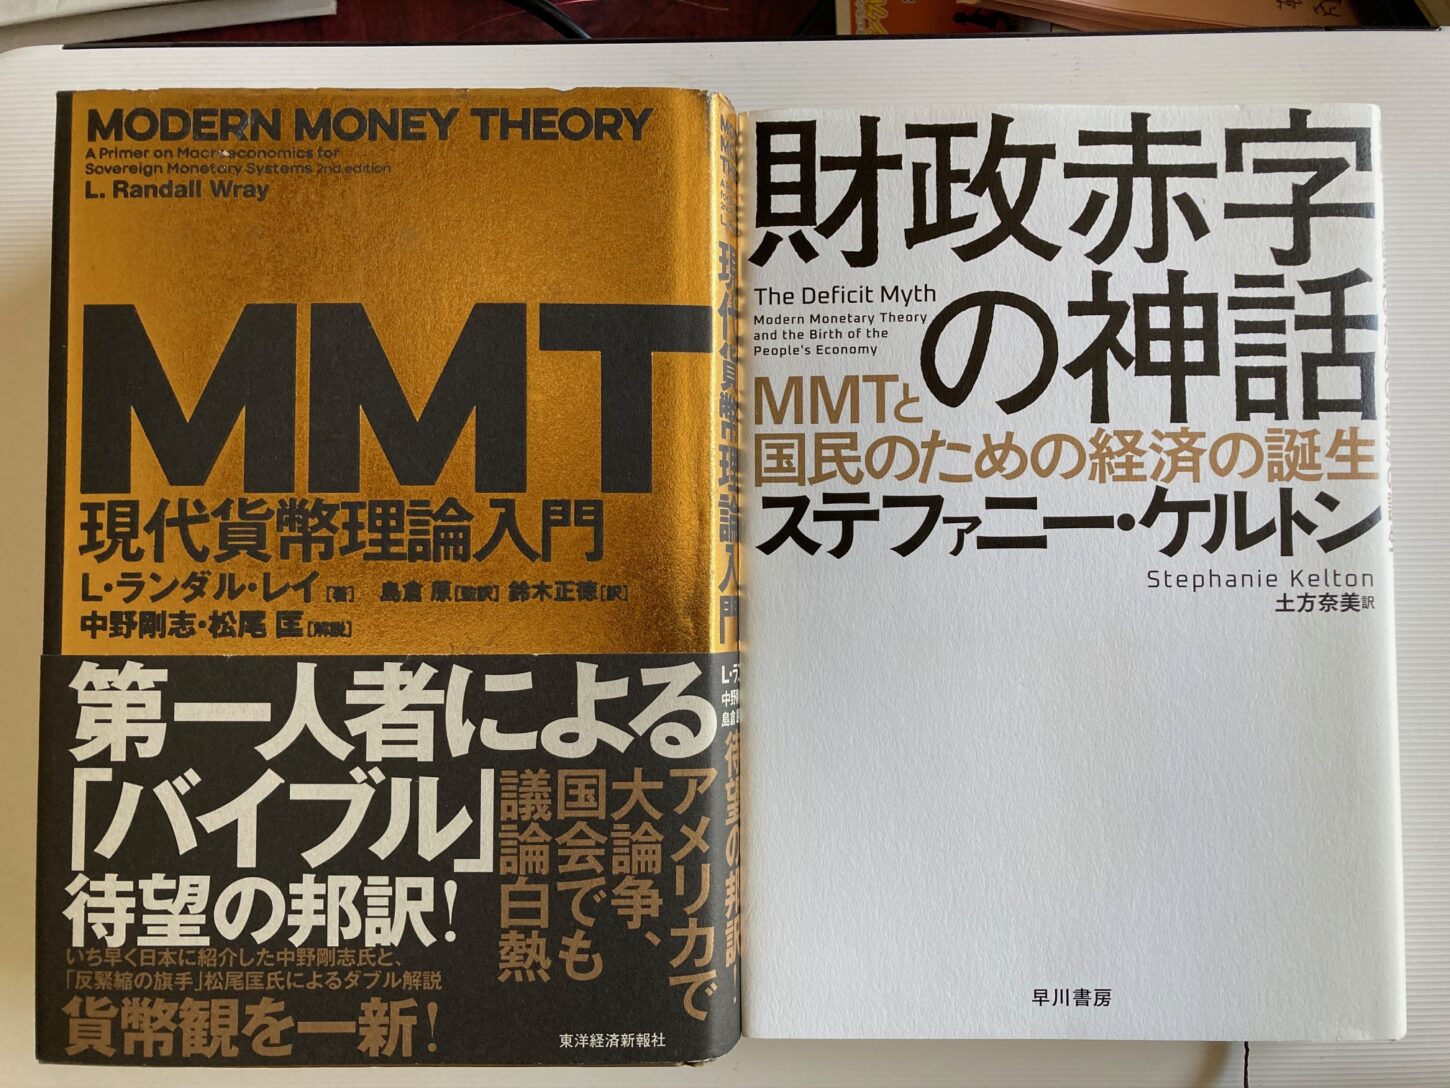 MODERN MONEY THEORY
A Primer on Macroeconomics for
Sovereign Monetary Systems 2nd edition
L. Randall Wray
MMT
現代貨幣理論入門
L・ランダル・レイ[著] 島倉 原[監訳] 鈴木正徳[訳]
中野剛志・松尾 匡[解説]
第一人者による
「バイブル」
待望の邦訳!
アメリカで
大論争、
国会でも
議論白熱
いち早く日本に紹介した中野剛志氏と、
「反緊縮の旗手」松尾匡氏によるダブル解説
貨幣観を一新!
東洋経済新報社
現代貨幣理論入門
待望の邦訳!
財政赤字
の神話
The Deficit Myth
Modern Monetary Theory
and the Birth of the
People's Economy
MMTと
国民のための経済の誕生
ステファニー・ケルトン
Stephanie Kelton
土方奈美 訳
早川書房